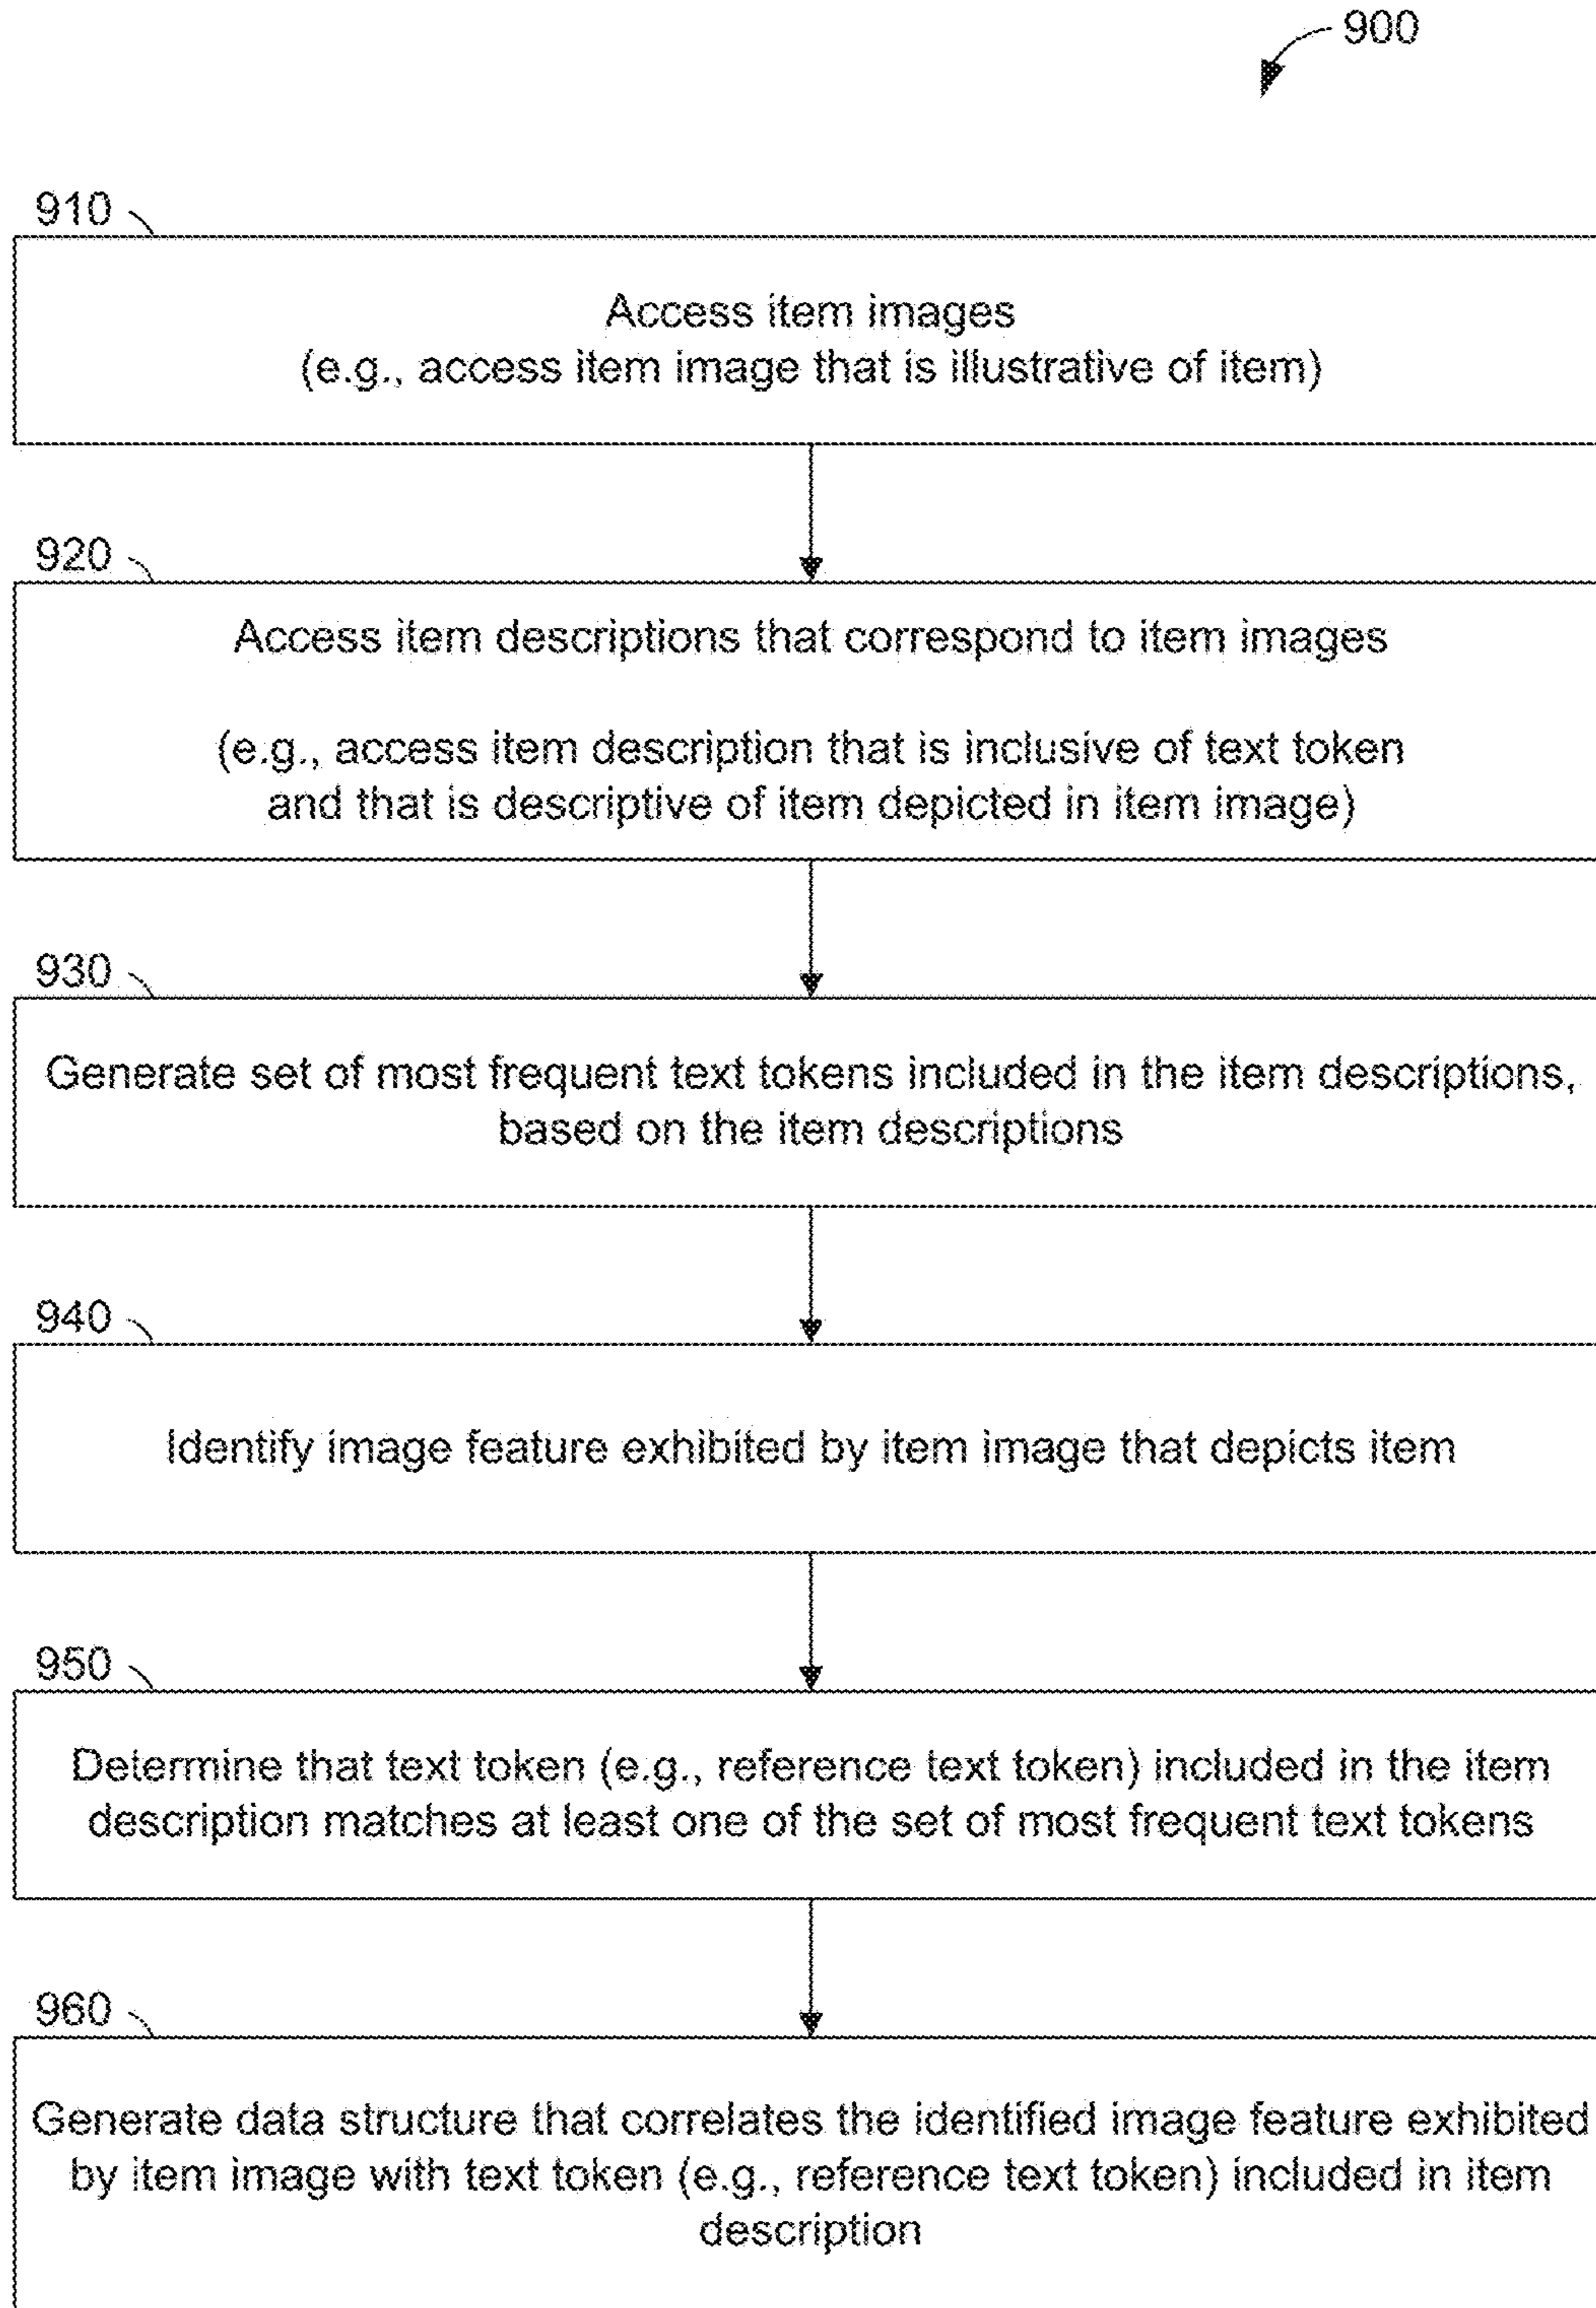 900
910
Access item images
(e.g., access item image that is illustrative of item)
920
Access item descriptions that correspond to item images
(e.g., access item description that is inclusive of text token
and that is descriptive of item depicted in item image)
930
Generate set of most frequent text tokens included in the item descriptions,
based on the item descriptions
940
Identify image feature exhibited by item image that depicts item
950
Determine that text token (e.g., reference text token) included in the item
description matches at least one of the set of most frequent text tokens
960
Generate data structure that correlates the identified image feature exhibited
by item image with text token (e.g., reference text token) included in item
description